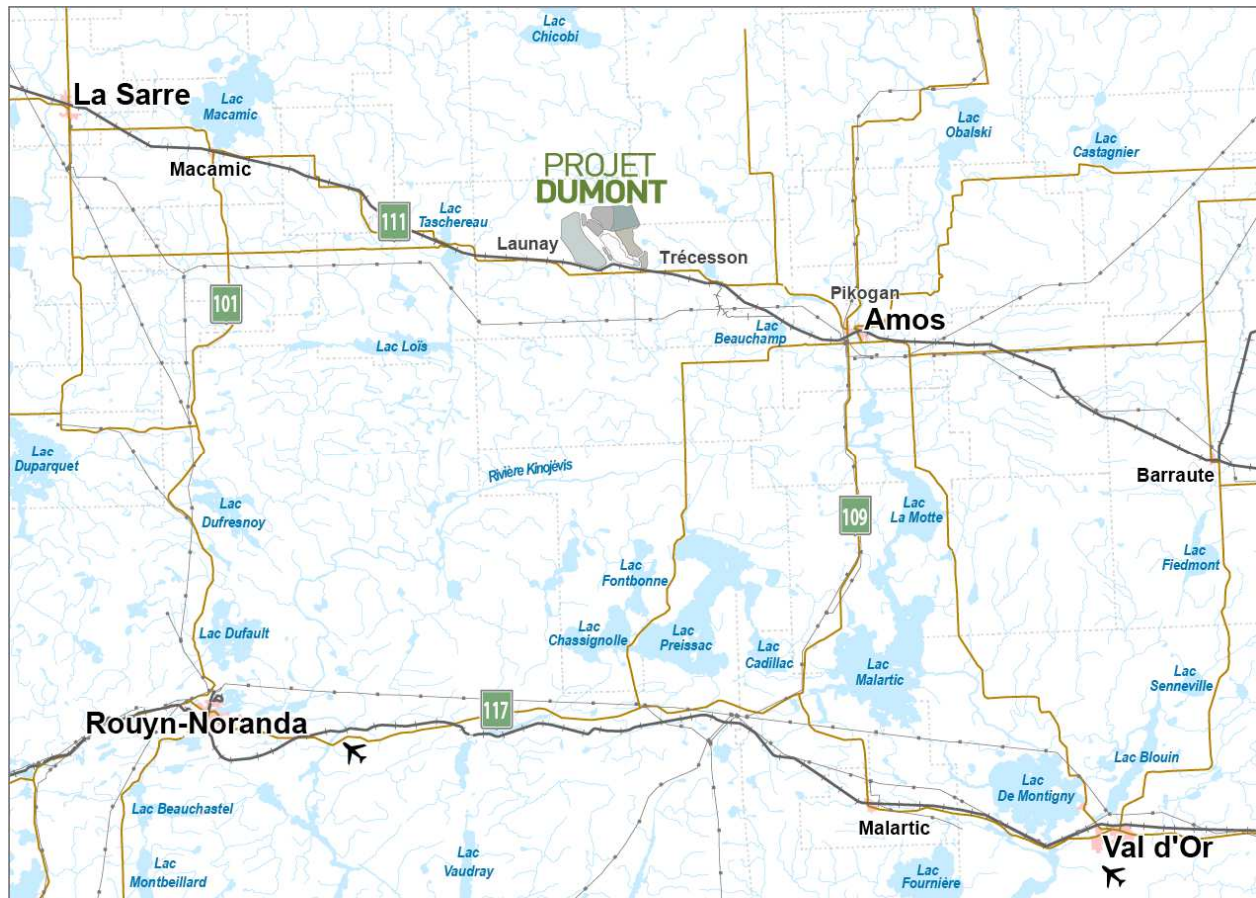 Lac
Chicobi
La Sarre
Lac
Macamic
Lac
Obalski
Lac
Castagnier
Macamic
PROJET
DUMONT
111
Lac
Taschereau
Launay
Trécesson
101
Pikogan
Amos
Lac
Beauchamp
Lac Loïs
Lac
Duparquet
Rivière Kinojévis
Barraute
Lac
Dufresnoy
109
Lac
La Motte
Lac
Fiedmont
Lac
Fontbonne
Lac Dufault
Lac
Chassignolle
Lac
Preissac
Lac
Cadillac
Lac
Malartic
Lac
Senneville
Rouyn-Noranda
117
Lac Blouin
Lac
De Montigny
Lac Beauchastel
Malartic
Val d'Or
Lac
Montbeillard
Lac
Vaudray
Lac
Fournière